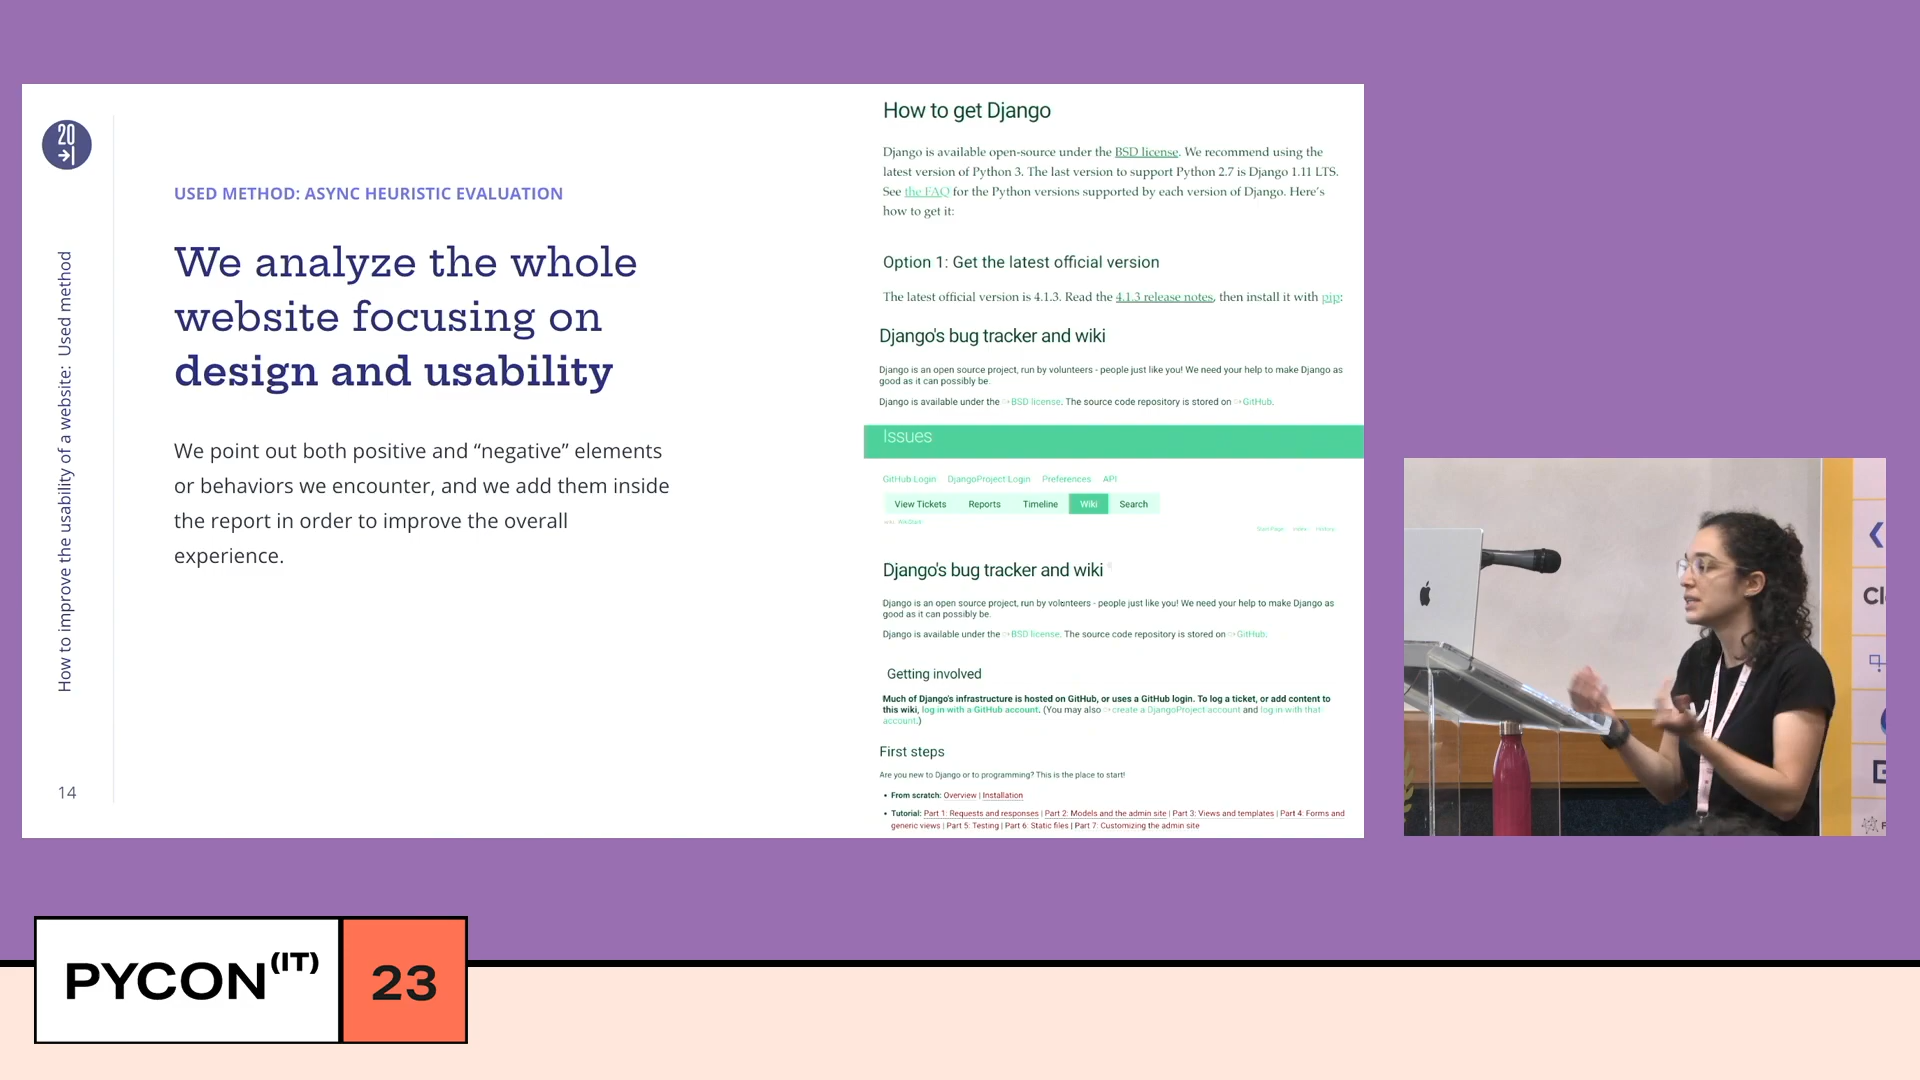 20
How to improve the usability of a website: Used method
14
USED METHOD: ASYNC HEURISTIC EVALUATION
We analyze the whole
website focusing on
design and usability
We point out both positive and “negative” elements
or behaviors we encounter, and we add them inside
the report in order to improve the overall
experience.
How to get Django
Django is available open-source under the BSD license. We recommend using the
latest version of Python 3. The last version to support Python 2.7 is Django 1.11 LTS.
See the FAQ for the Python versions supported by each version of Django. Here's
how to get it:
Option 1: Get the latest official version
The latest official version is 4.1.3. Read the 4.1.3 release notes, then install it with pip:
Django's bug tracker and wiki
Django is an open source project, run by volunteers - people just like you! We need your help to make Django as
good as it can possibly be.
Django is available under the BSD license. The source code repository is stored on GitHub.
Issues
GitHub Login DjangoProject Login Preferences API
View Tickets Reports Timeline Wiki Search
wiki WikiStart
Start Page Index History
Django's bug tracker and wiki
Django is an open source project, run by volunteers - people just like you! We need your help to make Django as
good as it can possibly be.
Django is available under the BSD license. The source code repository is stored on GitHub.
Getting involved
Much of Django's infrastructure is hosted on GitHub, or uses a GitHub login. To log a ticket, or add content to
this wiki, log in with a GitHub account. (You may also create a DjangoProject account and log in with that
account.)
First steps
Are you new to Django or to programming? This is the place to start!
• From scratch: Overview | Installation
• Tutorial: Part 1: Requests and responses | Part 2: Models and the admin site | Part 3: Views and templates | Part 4: Forms and
generic views | Part 5: Testing | Part 6: Static files | Part 7: Customizing the admin site
PYCON(IT) 23